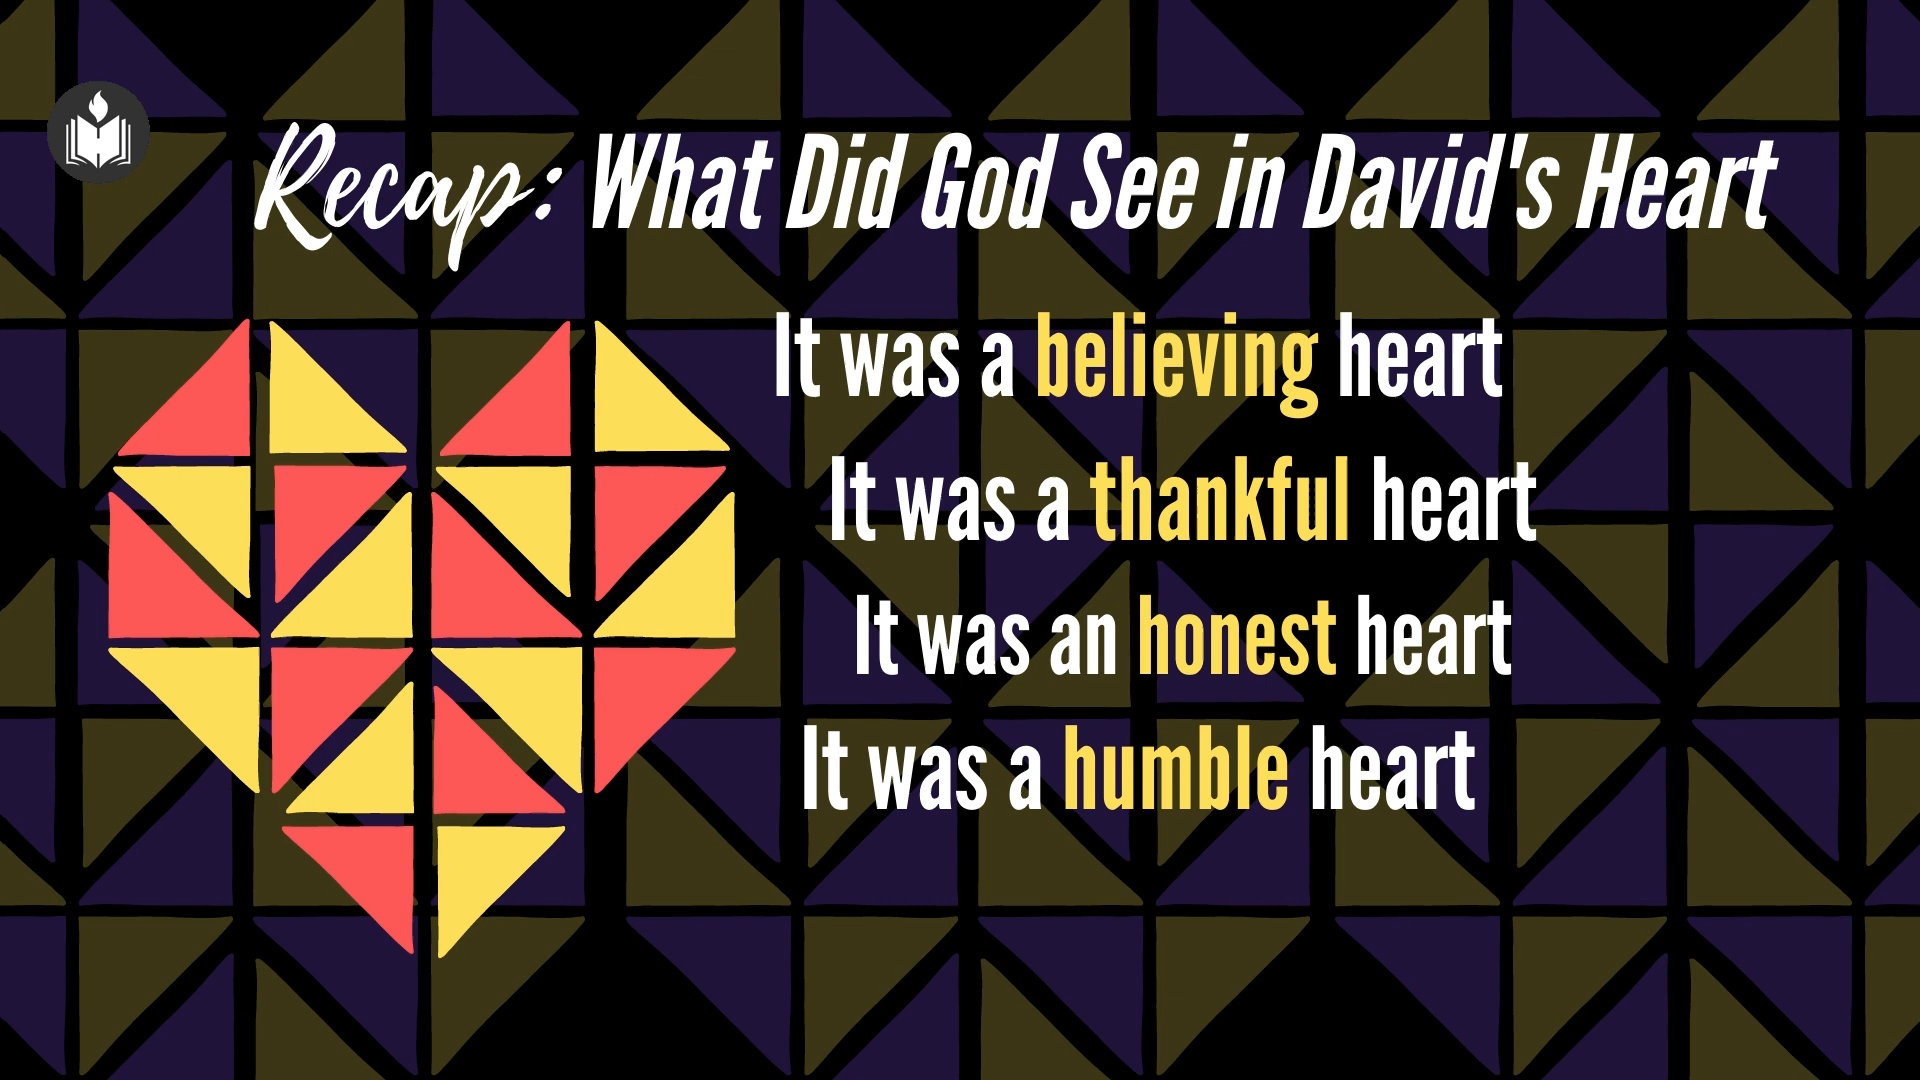 Recap: What Did God See in David's Heart
It was a believing heart
It was a thankful heart
It was an honest heart
It was a humble heart